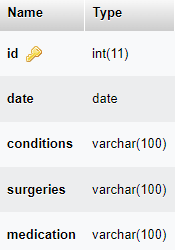 Name Type
id int(11)
date date
conditions varchar(100)
surgeries varchar(100)
medication varchar(100)